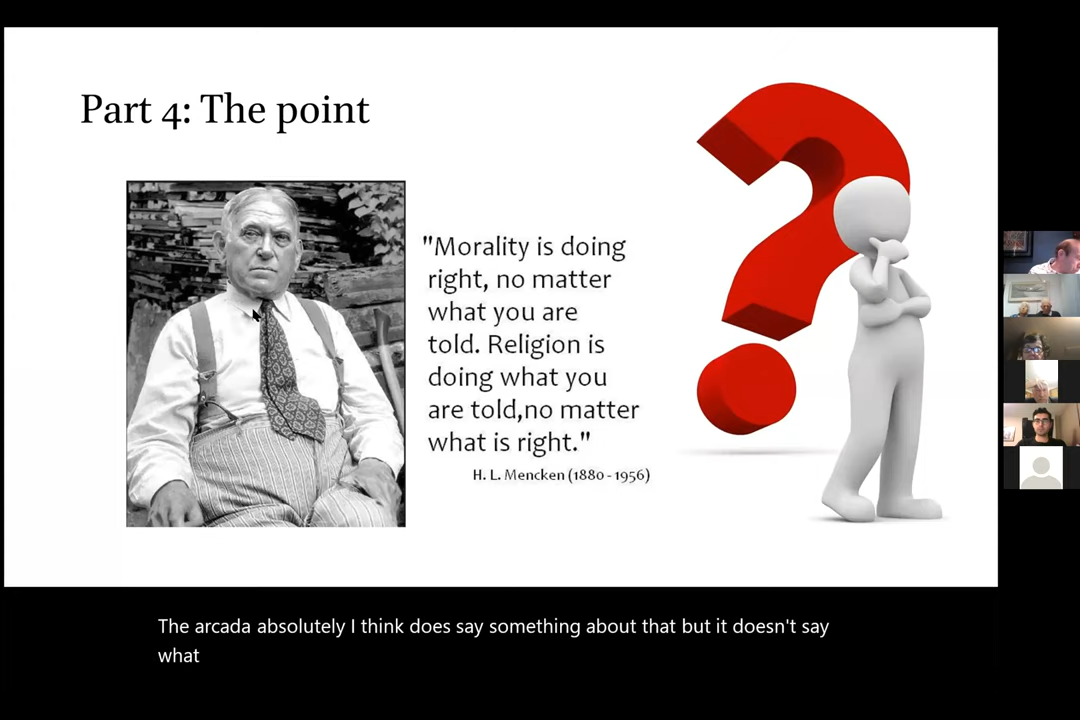 Part 4: The point
"Morality is doing
right, no matter
what you are
told. Religion is
doing what you
are told,no matter
what is right."
H. L. Mencken (1880 - 1956)
The arcada absolutely I think does say something about that but it doesn't say
what